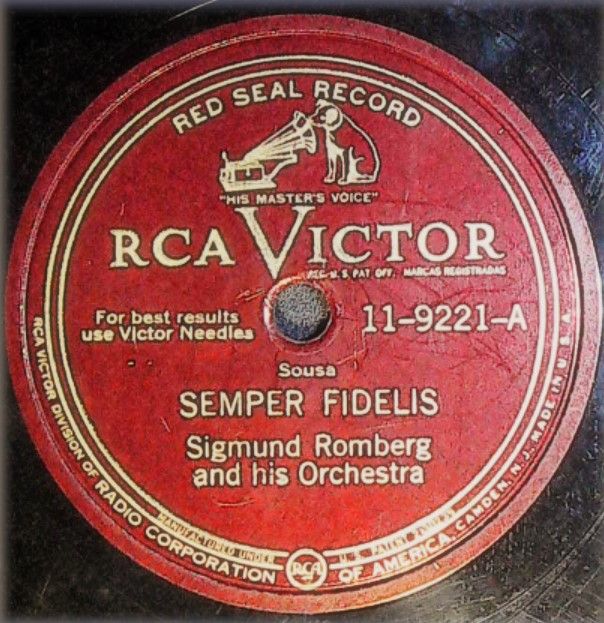 RED SEAL RECORD
"HIS MASTER'S VOICE"
RCA VICTOR
REG. U.S. PAT. OFF. MARCAS REGISTRADAS
For best results
use Victor Needles
11-9221-A
Sousa
SEMPER FIDELIS
Sigmund Romberg
and his Orchestra
MANUFACTURED UNDER U.S. PATENT
RCA VICTOR DIVISION OF RADIO CORPORATION OF AMERICA, CAMDEN, N. J., MADE IN U.S.A.
RCA